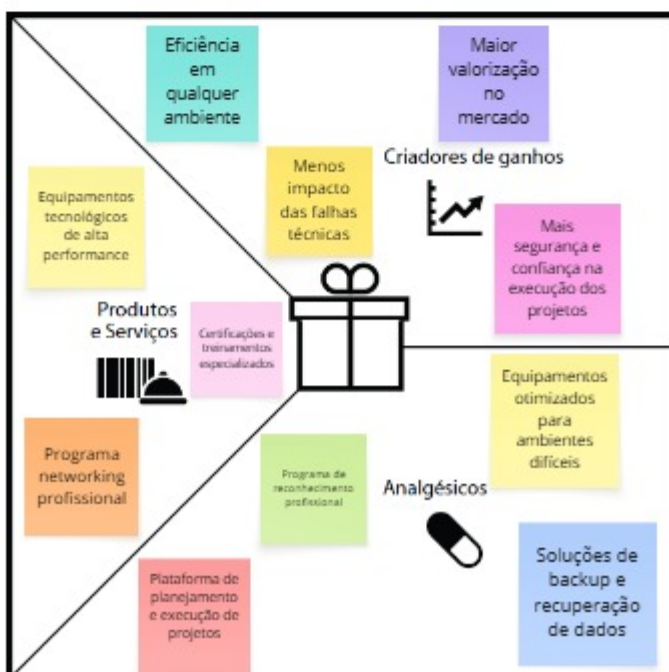 Eficiência
em
qualquer
ambiente
Maior
valorização
no
mercado
Menos
impacto
das falhas
técnicas
Criadores de ganhos
Equipamentos
tecnológicos
de alta
performance
Mais
segurança e
confiança na
execução dos
projetos
Produtos
e Serviços
Certificações e
treinamentos
especializados
Equipamentos
otimizados
para
ambientes
difíceis
Programa
networking
profissional
Programa de
reconhecimento
profissional
Analgésicos
Soluções de
backup e
recuperação
de dados
Plataforma de
planejamento
e execução de
projetos